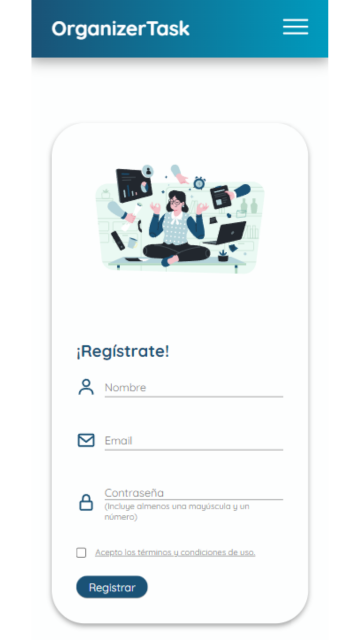 OrganizerTask
¡Regístrate!
Nombre
Email
Contraseña
(Incluye almenos una mayúscula y un
número)
Acepto los términos y condiciones de uso.
Registrar